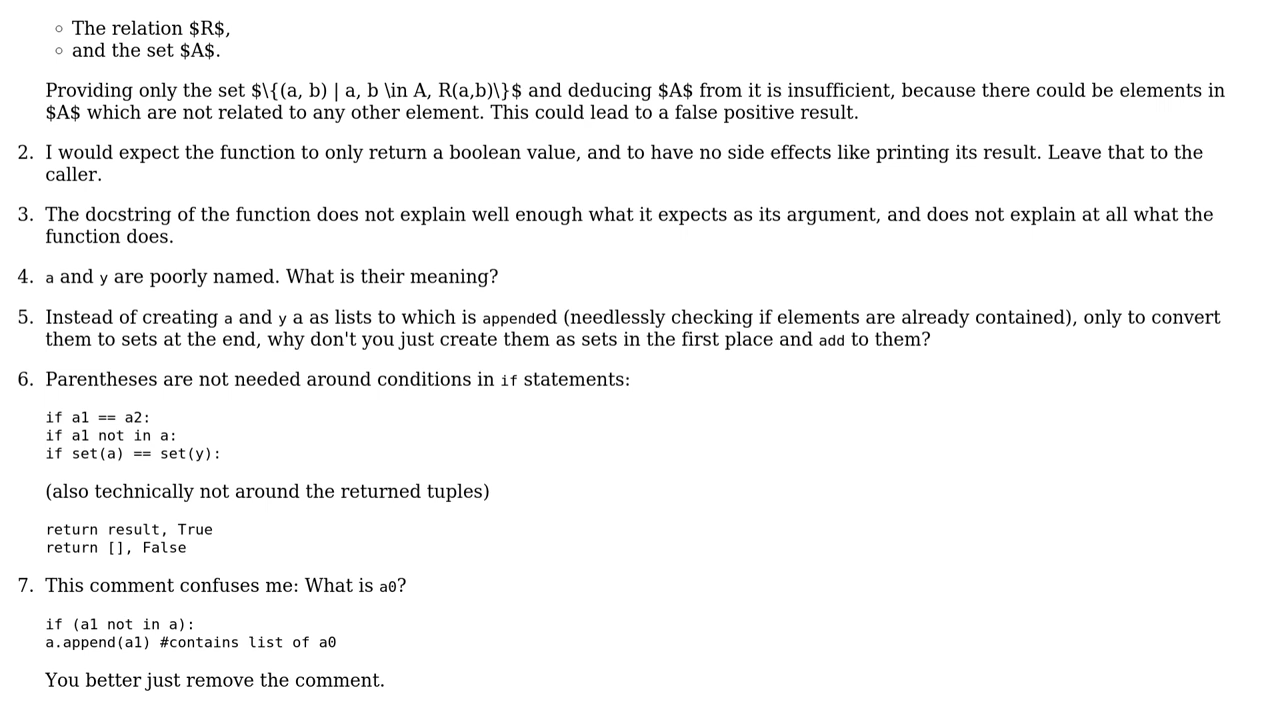 ◦ The relation $R$,
◦ and the set $A$.
Providing only the set $\{(a, b) | a, b \in A, R(a,b)\}$ and deducing $A$ from it is insufficient, because there could be elements in
$A$ which are not related to any other element. This could lead to a false positive result.
2. I would expect the function to only return a boolean value, and to have no side effects like printing its result. Leave that to the
caller.
3. The docstring of the function does not explain well enough what it expects as its argument, and does not explain at all what the
function does.
4. a and y are poorly named. What is their meaning?
5. Instead of creating a and y a as lists to which is appended (needlessly checking if elements are already contained), only to convert
them to sets at the end, why don't you just create them as sets in the first place and add to them?
6. Parentheses are not needed around conditions in if statements:
if a1 == a2:
if a1 not in a:
if set(a) == set(y):
(also technically not around the returned tuples)
return result, True
return [], False
7. This comment confuses me: What is a0?
if (a1 not in a):
a.append(a1) #contains list of a0
You better just remove the comment.